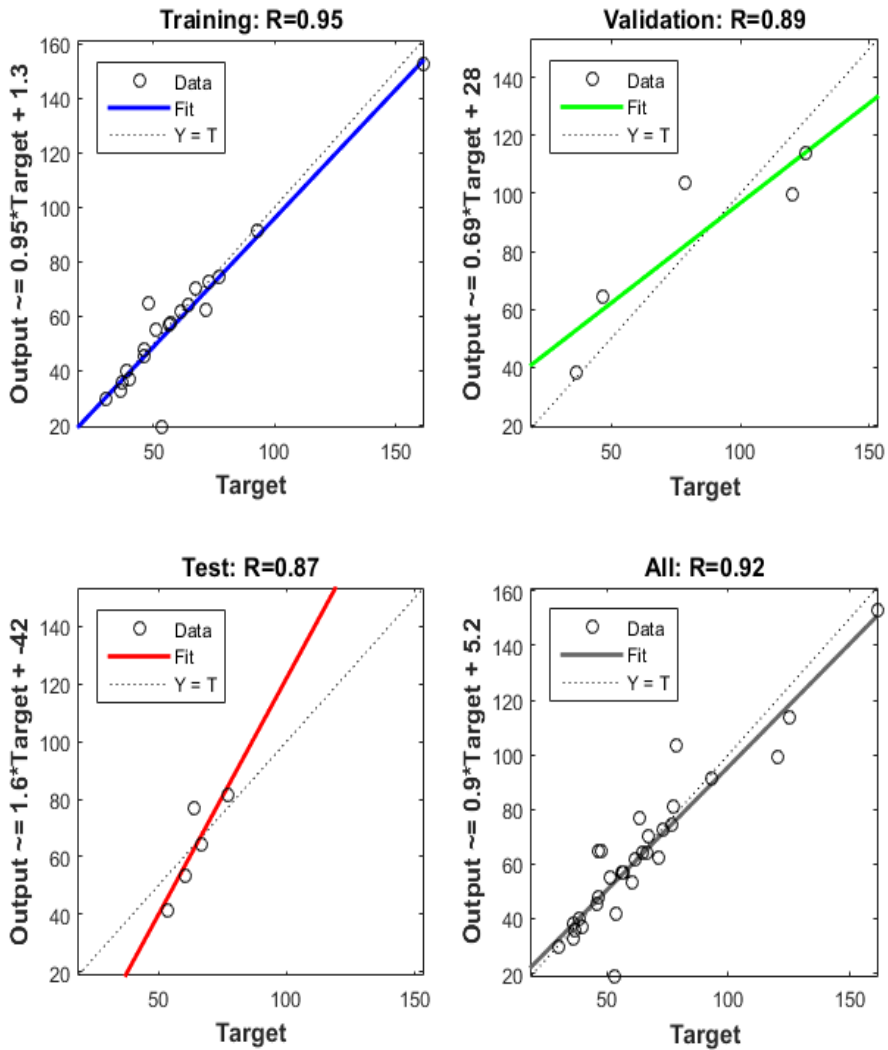 Training: R=0.95
Output ~= 0.95*Target + 1.3
160
140
120
100
80
60
40
20
Data
Fit
Y = T
50
100
150
Target
Validation: R=0.89
Output ~= 0.69*Target + 28
140
120
100
80
60
40
20
Data
Fit
Y = T
50
100
150
Target
Test: R=0.87
Output ~= 1.6*Target + -42
140
120
100
80
60
40
20
Data
Fit
Y = T
50
100
150
Target
All: R=0.92
Output ~= 0.9*Target + 5.2
160
140
120
100
80
60
40
20
Data
Fit
Y = T
50
100
150
Target